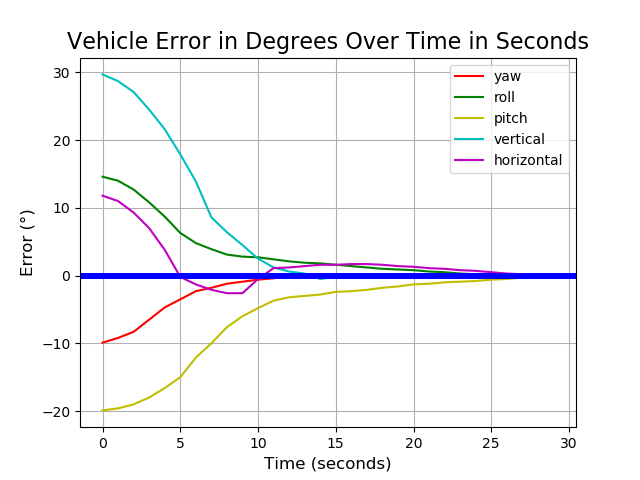 Vehicle Error in Degrees Over Time in Seconds
30
20
10
0
−10
−20
Error (°)
yaw
roll
pitch
vertical
horizontal
0 5 10 15 20 25 30
Time (seconds)